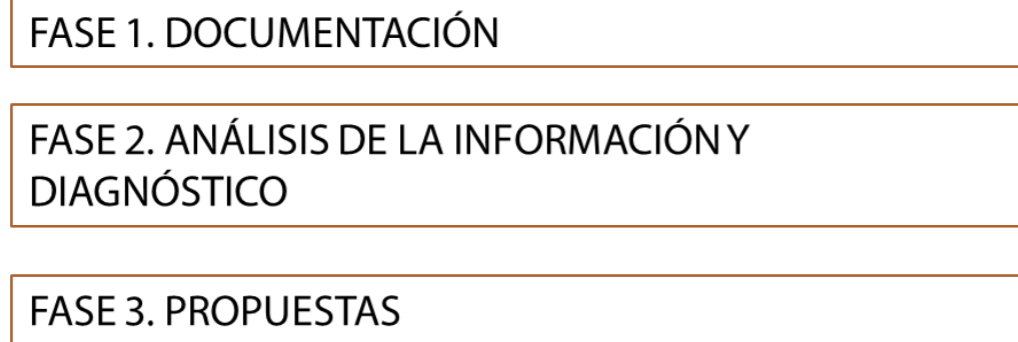 FASE 1. DOCUMENTACIÓN
FASE 2. ANÁLISIS DE LA INFORMACIÓN Y
DIAGNÓSTICO
FASE 3. PROPUESTAS